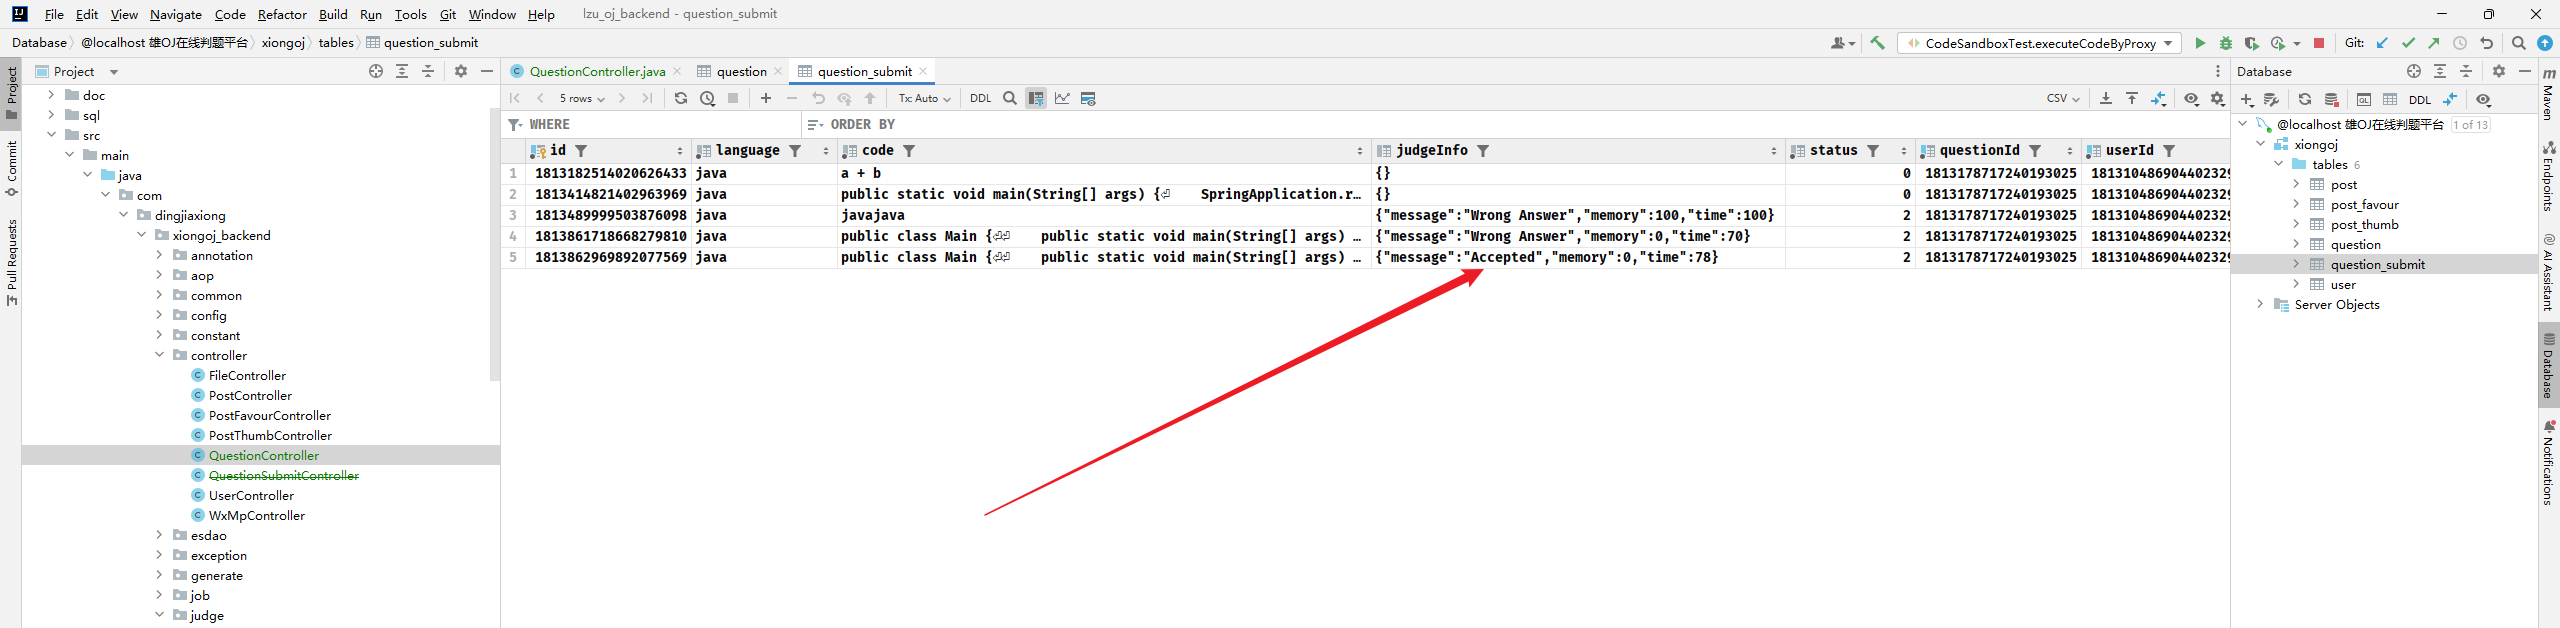 File Edit View Navigate Code Refactor Build Run Tools Git Window Help lzu_oj_backend - question_submit
Database @localhost 雄OJ在线判题平台 xiongoj tables question_submit CodeSandboxTest.executeCodeByProxy Git:
Project QuestionController.java question question_submit Database
5 rows Tx: Auto DDL CSV DDL
WHERE ORDER BY
id language code judgeInfo status questionId userId
1 1813182514020626433 java a + b {} 0 1813178717240193025 181310486904402329
2 1813414821402963969 java public static void main(String[] args) {⏎ SpringApplication.r… {} 0 1813178717240193025 181310486904402329
3 1813489999503876098 java javajava {"message":"Wrong Answer","memory":100,"time":100} 2 1813178717240193025 181310486904402329
4 1813861718668279810 java public class Main {⏎⏎ public static void main(String[] args) … {"message":"Wrong Answer","memory":0,"time":70} 2 1813178717240193025 181310486904402329
5 1813862969892077569 java public class Main {⏎⏎ public static void main(String[] args) … {"message":"Accepted","memory":0,"time":78} 2 1813178717240193025 181310486904402329
doc
sql
src
main
java
com
dingjiaxiong
xiongoj_backend
annotation
aop
common
config
constant
controller
FileController
PostController
PostFavourController
PostThumbController
QuestionController
QuestionSubmitController
UserController
WxMpController
esdao
exception
generate
job
judge
@localhost 雄OJ在线判题平台 1 of 13
xiongoj
tables 6
post
post_favour
post_thumb
question
question_submit
user
Server Objects
Project
Commit
Pull Requests
Maven
Endpoints
AI Assistant
Database
Notifications